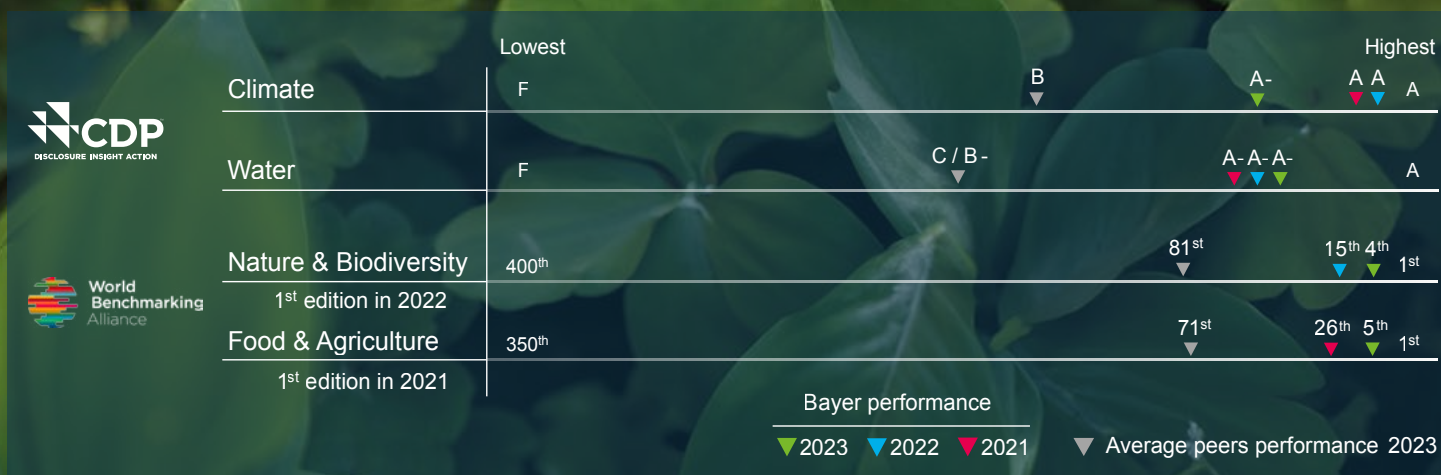 Lowest Highest
Climate F B A- A A A
CDP
DISCLOSURE INSIGHT ACTION
Water F C / B - A- A- A- A
Nature & Biodiversity 400th 81st 15th 4th 1st
1st edition in 2022
World
Benchmarking
Alliance
Food & Agriculture 350th 71st 26th 5th 1st
1st edition in 2021
Bayer performance
2023 2022 2021 Average peers performance 2023